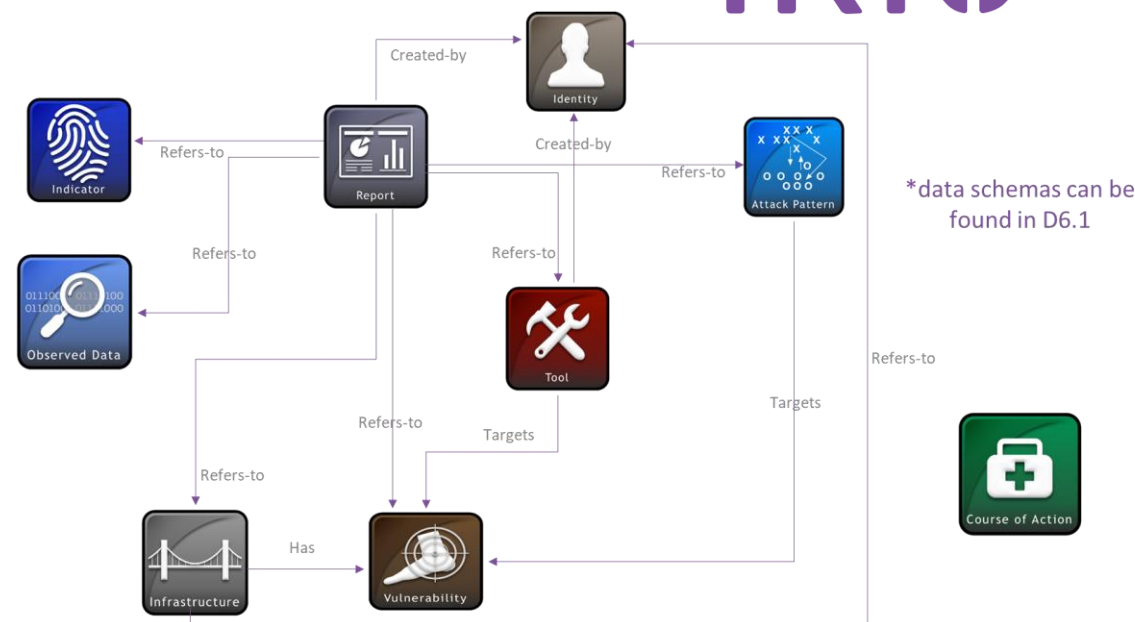 Created-by
Identity
Indicator
Refers-to
Report
Created-by
Refers-to
Attack Pattern
*data schemas can be
found in D6.1
Refers-to
Refers-to
Observed Data
Tool
Refers-to
Targets
Refers-to
Targets
Refers-to
Course of Action
Has
Infrastructure
Vulnerability